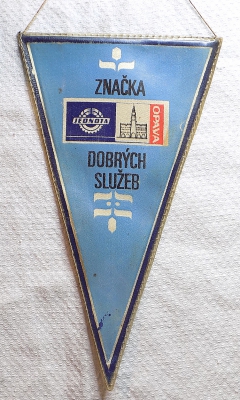 ZNAČKA
JEDNOTA
OPAVA
DOBRÝCH
SLUŽEB